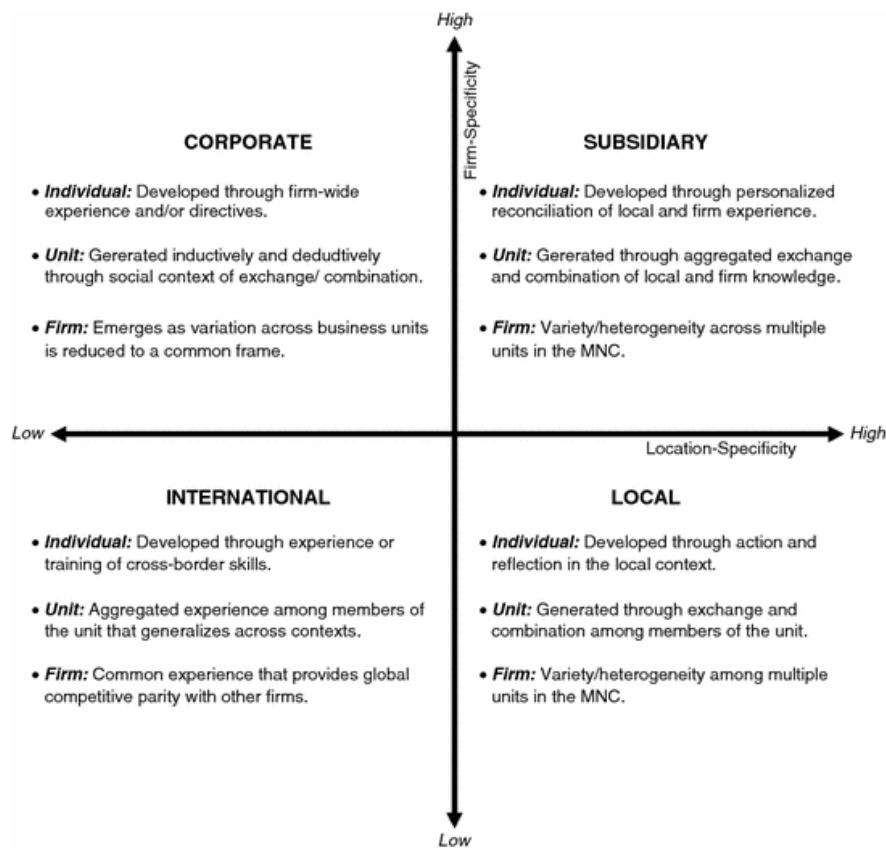 High
Firm-Specificity
CORPORATE
• Individual: Developed through firm-wide
experience and/or directives.
• Unit: Gererated inductively and dedudtively
through social context of exchange/ combination.
• Firm: Emerges as variation across business units
is reduced to a common frame.
SUBSIDIARY
• Individual: Developed through personalized
reconciliation of local and firm experience.
• Unit: Gererated through aggregated exchange
and combination of local and firm knowledge.
• Firm: Variety/heterogeneity across multiple
units in the MNC.
Low
High
Location-Specificity
INTERNATIONAL
• Individual: Developed through experience or
training of cross-border skills.
• Unit: Aggregated experience among members of
the unit that generalizes across contexts.
• Firm: Common experience that provides global
competitive parity with other firms.
LOCAL
• Individual: Developed through action and
reflection in the local context.
• Unit: Generated through exchange and
combination among members of the unit.
• Firm: Variety/heterogeneity among multiple
units in the MNC.
Low